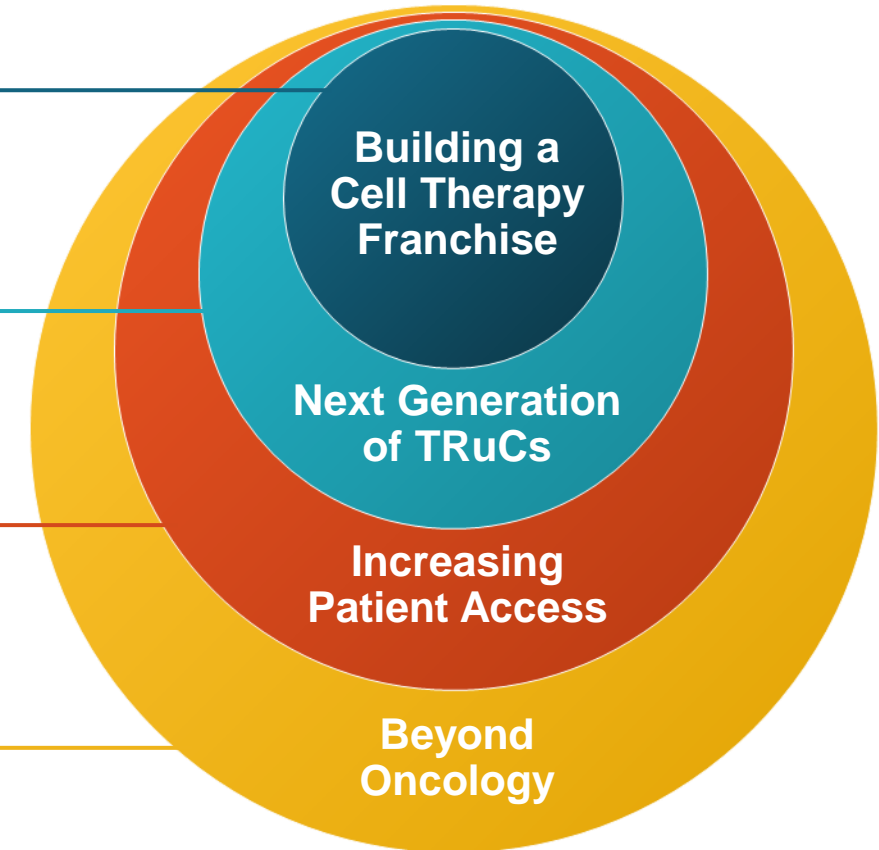 Building a
Cell Therapy
Franchise
Next Generation
of TRuCs
Increasing
Patient Access
Beyond
Oncology